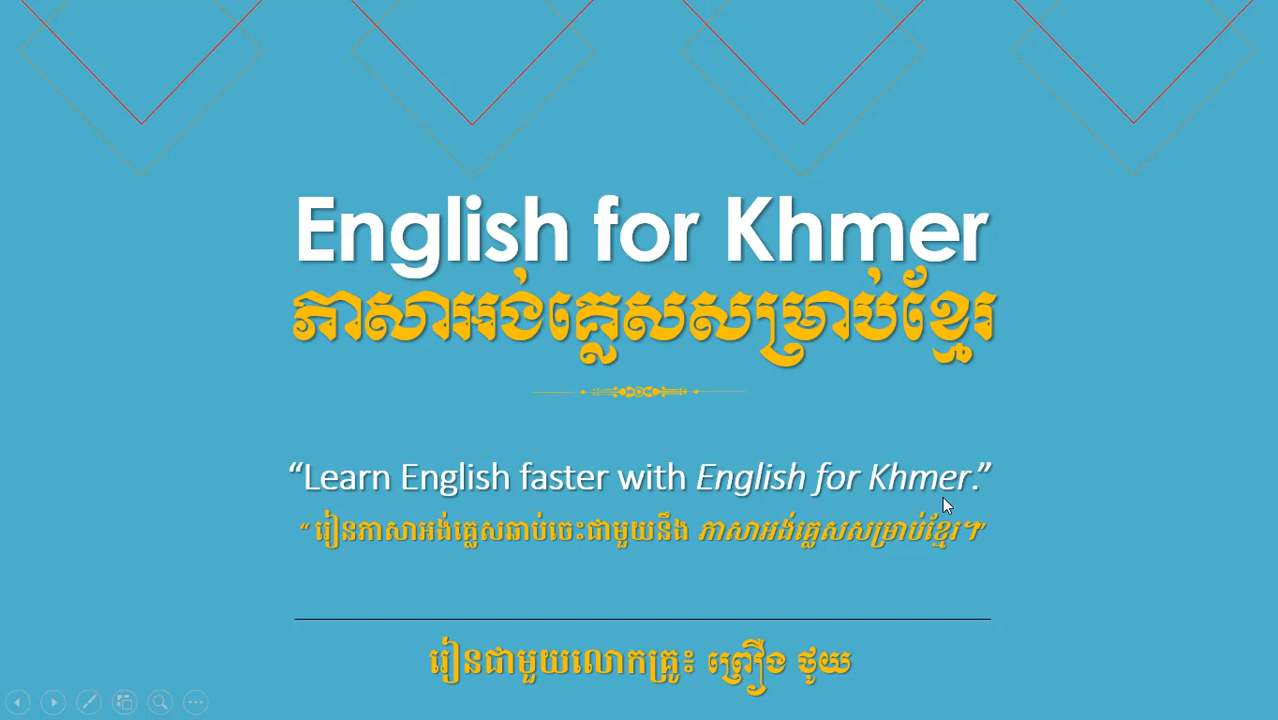 English for Khmer
ភាសាអង់គ្លេសសម្រាប់ខ្មែរ
“Learn English faster with English for Khmer.”
“ រៀនភាសាអង់គ្លេសឆាប់ចេះជាមួយនឹង ភាសាអង់គ្លេសសម្រាប់ខ្មែរ។”
រៀនជាមួយលោកគ្រូ៖ ព្រឿង ថូយ